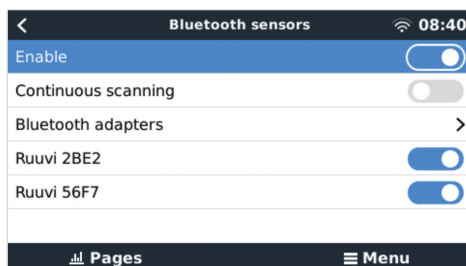 Bluetooth sensors 08:40
Enable
Continuous scanning
Bluetooth adapters
Ruuvi 2BE2
Ruuvi 56F7
Pages Menu